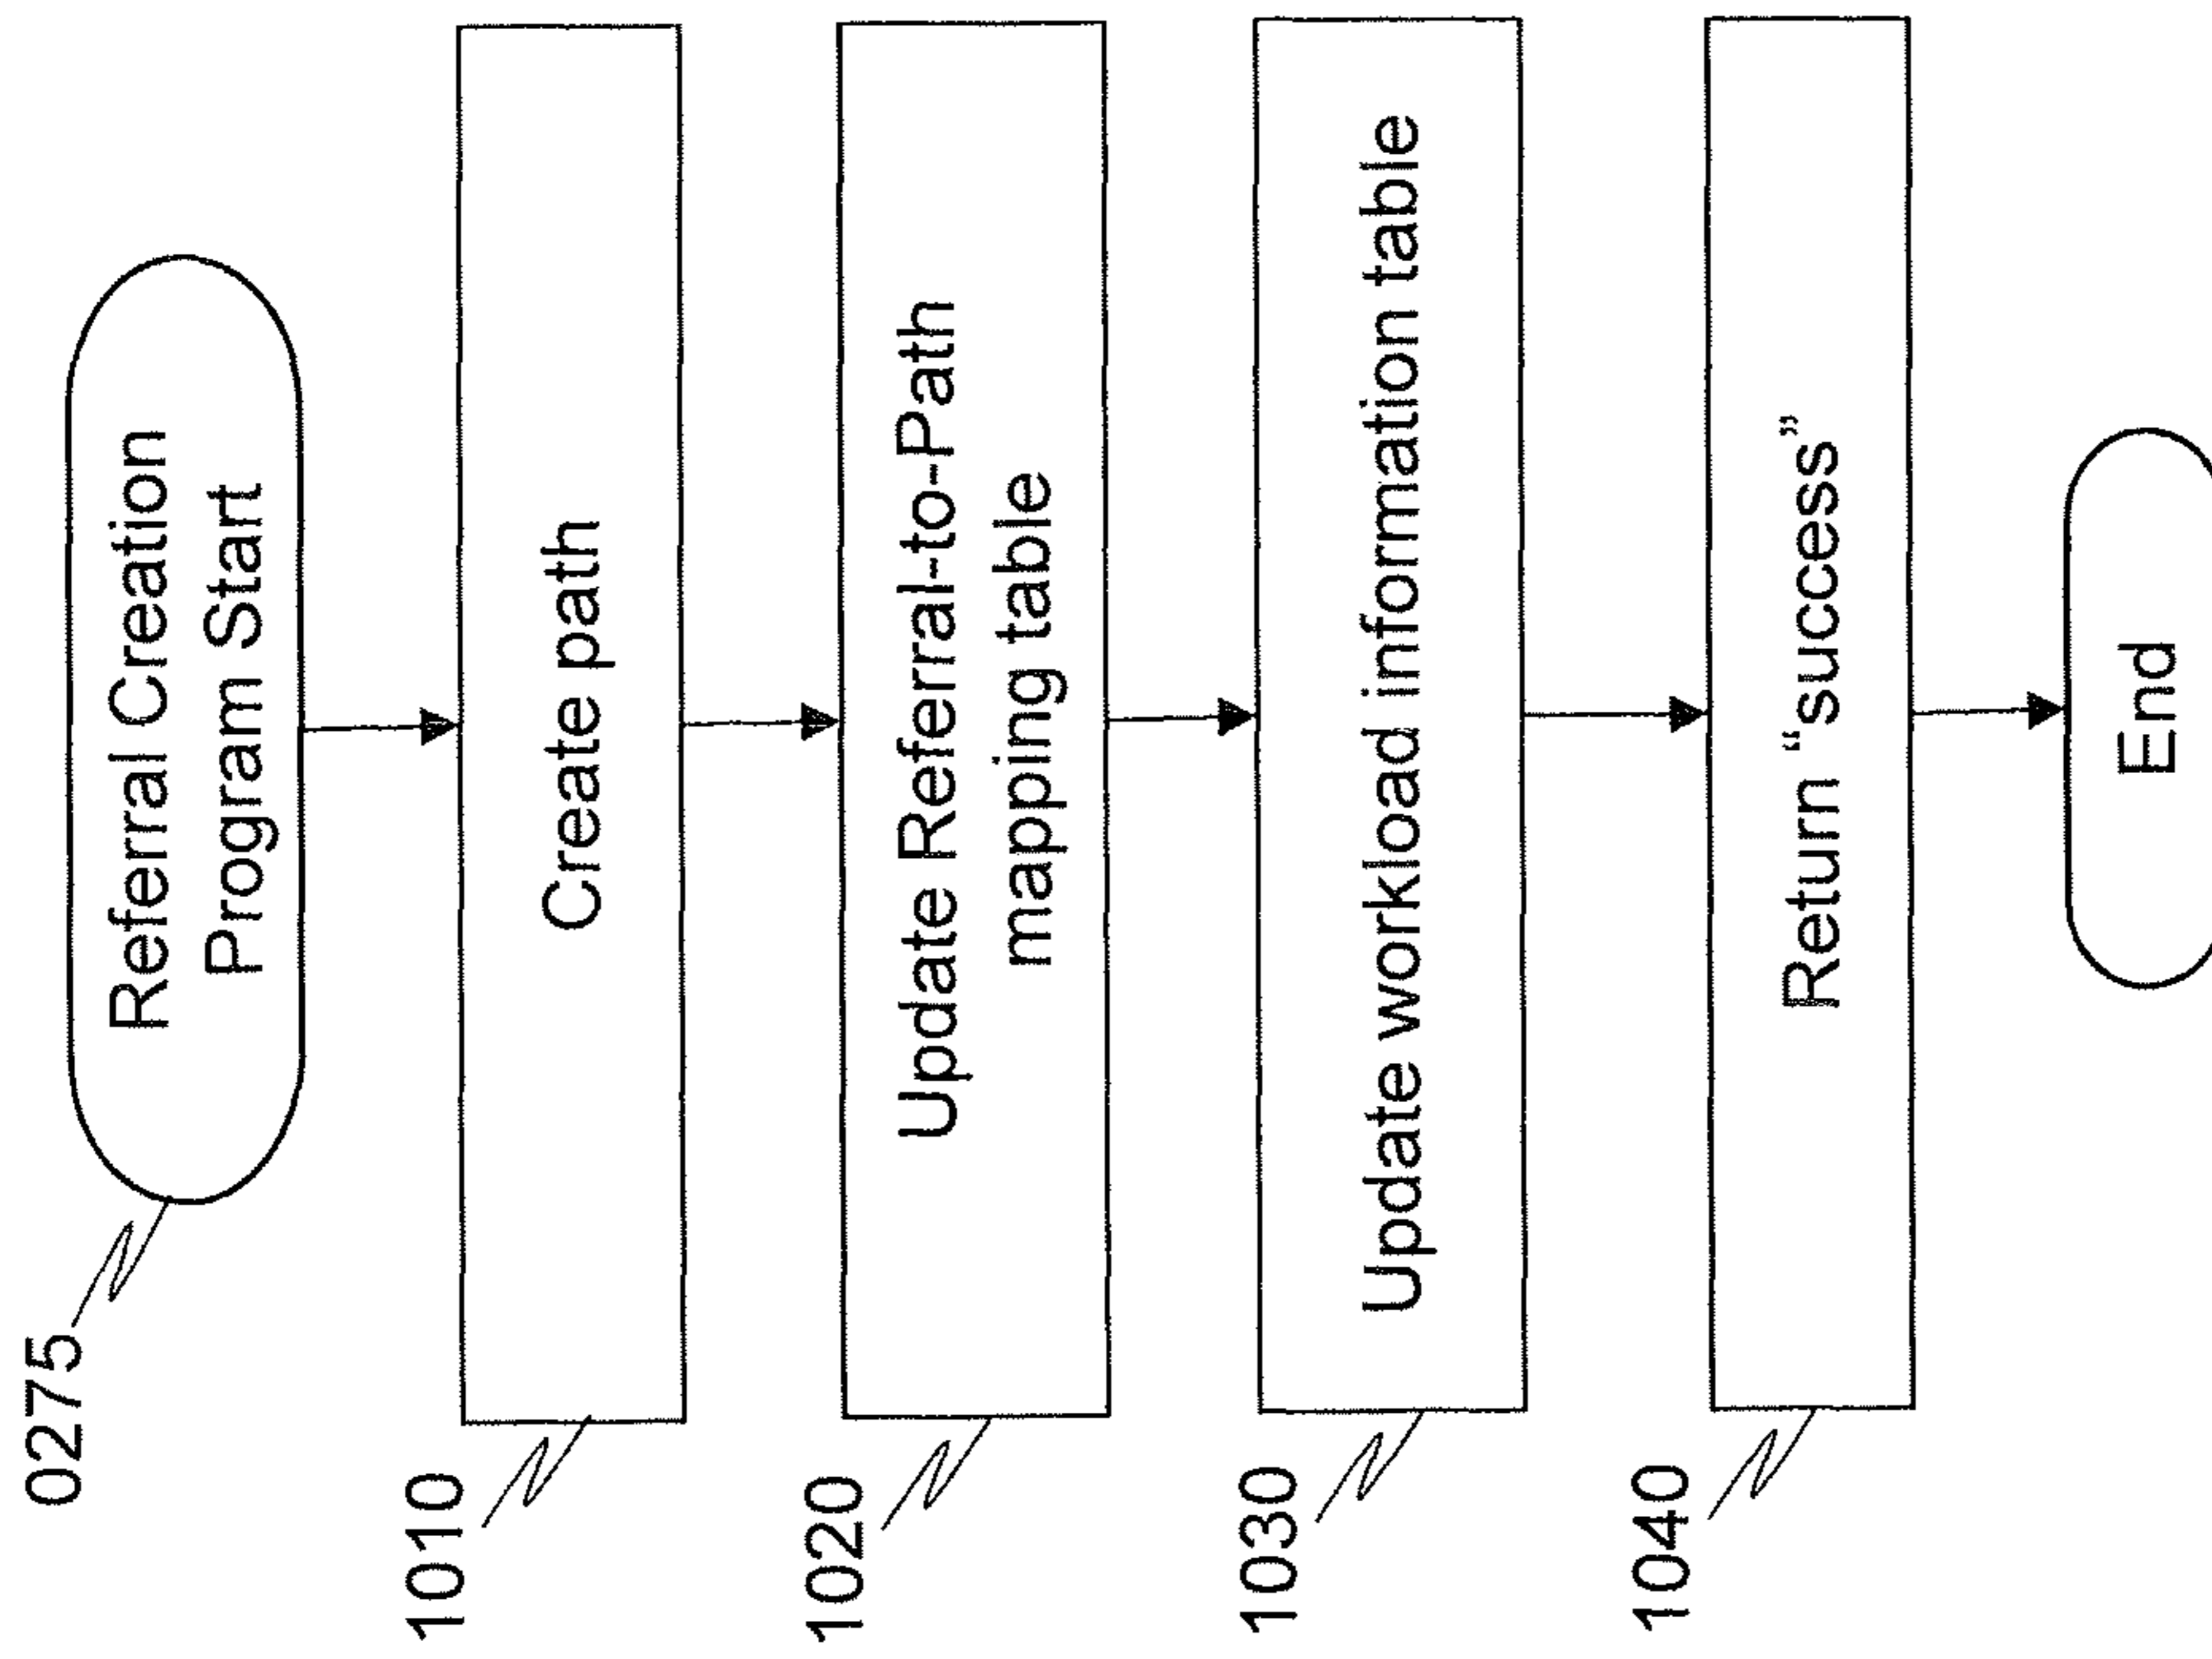 0275
Referral Creation
Program Start
1010
Create path
1020
Update Referral-to-Path
mapping table
1030
Update workload information table
1040
Return “success”
End